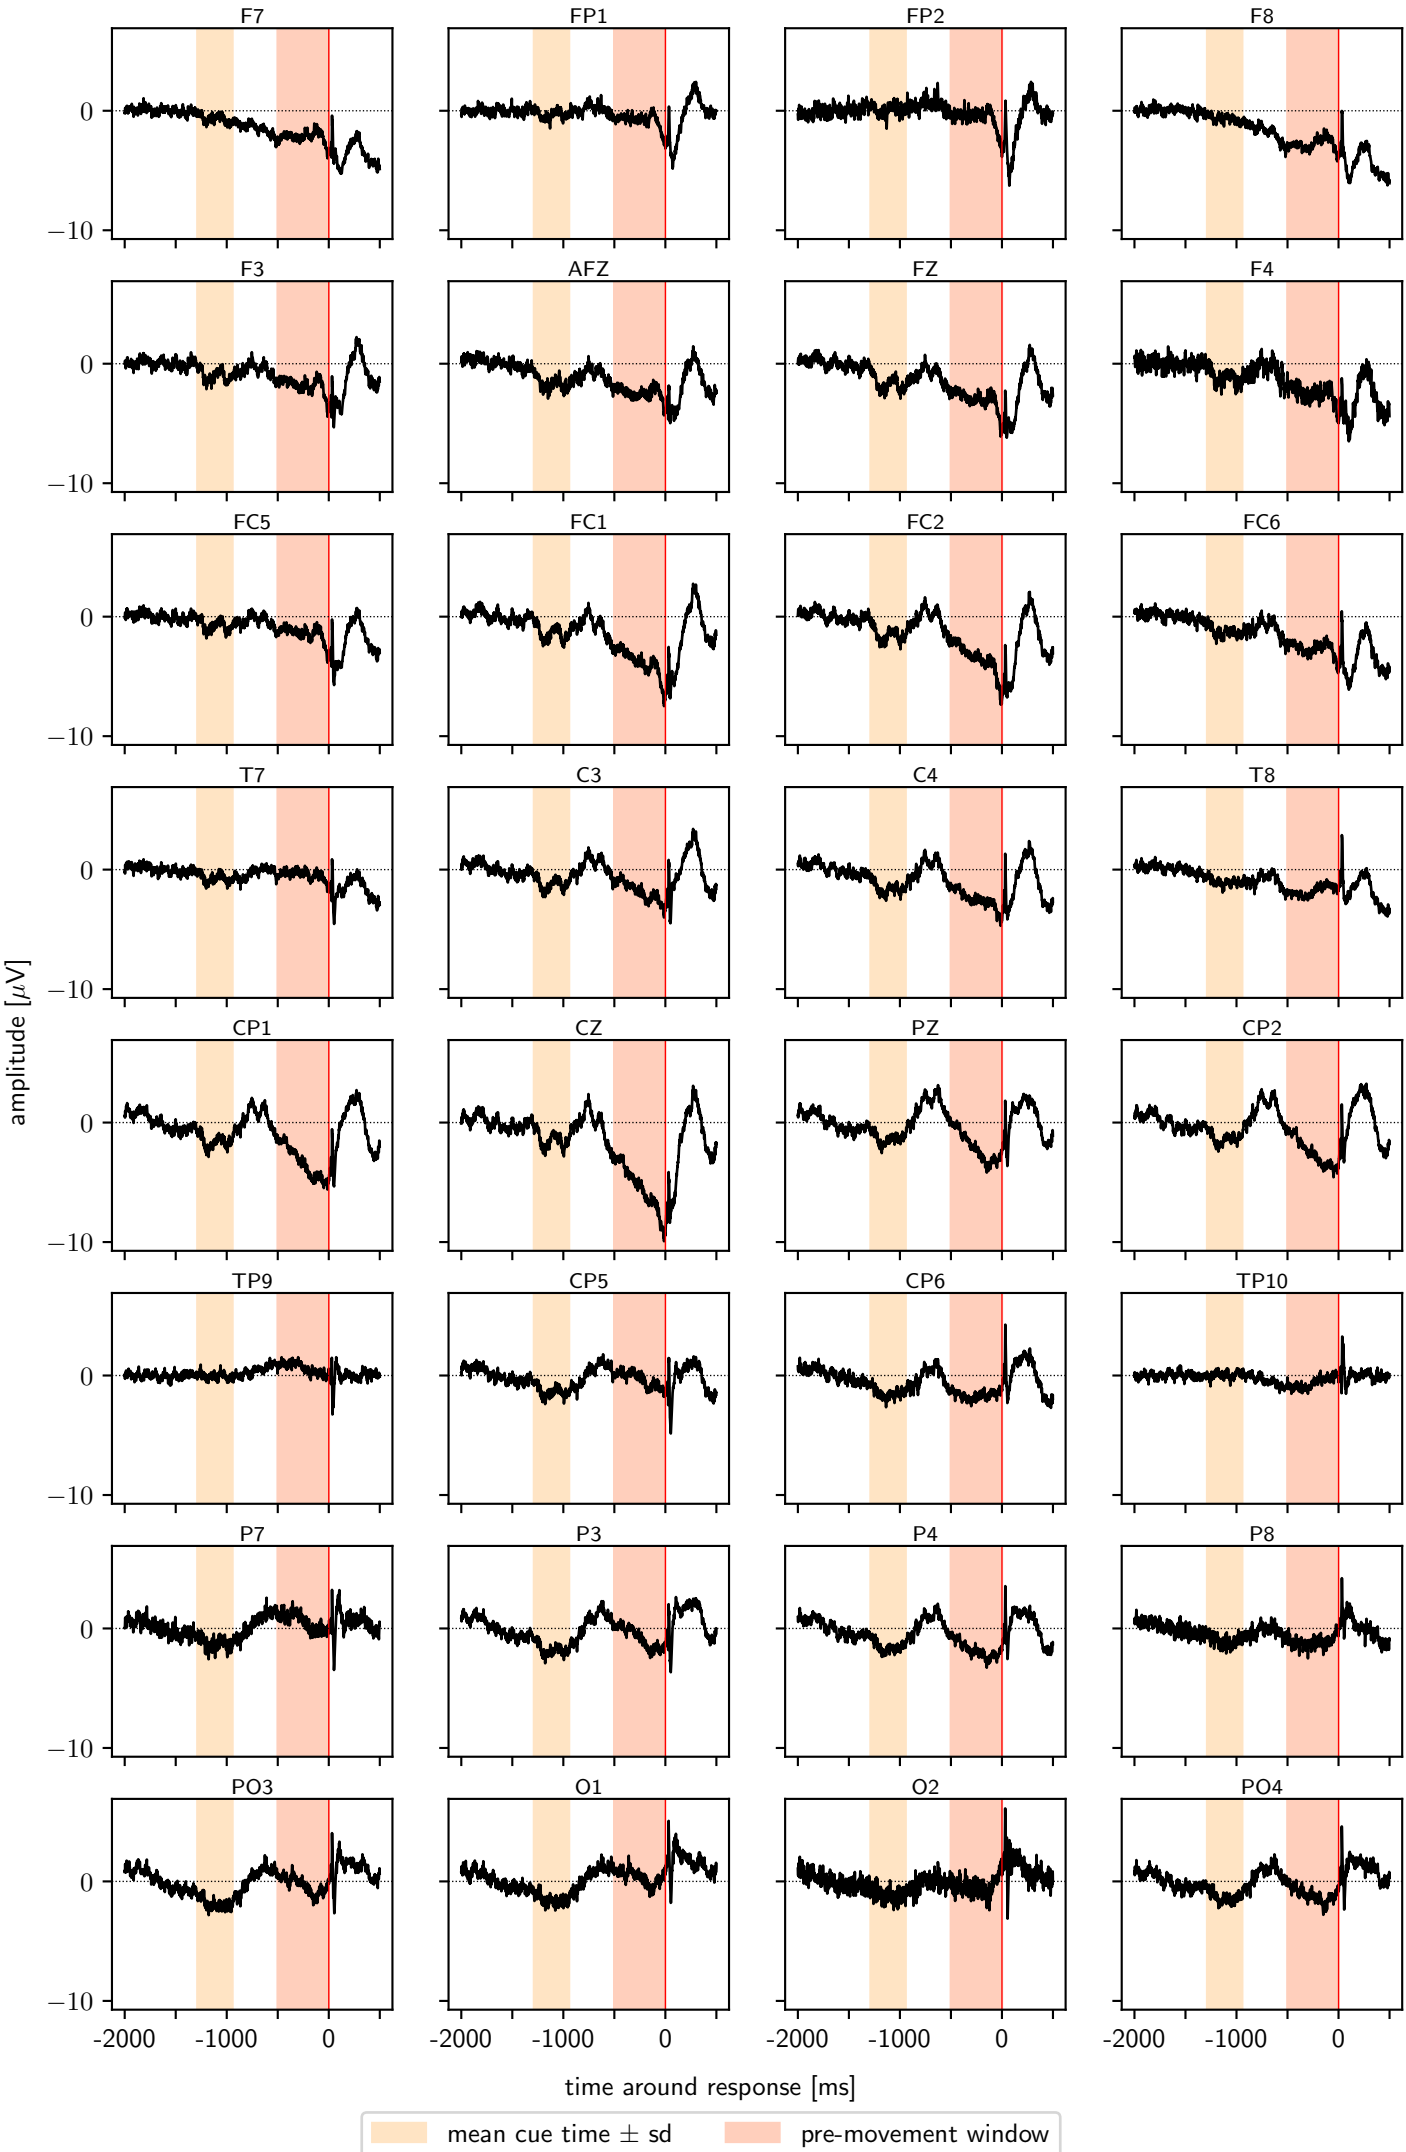 F7 FP1 FP2 F8
0
−10
F3 AFZ FZ F4
0
−10
FC5 FC1 FC2 FC6
0
−10
T7 C3 C4 T8
0
−10
CP1 CZ PZ CP2
0
−10
TP9 CP5 CP6 TP10
0
−10
P7 P3 P4 P8
0
−10
PO3 O1 O2 PO4
0
−10
-2000 -1000 0 -2000 -1000 0 -2000 -1000 0 -2000 -1000 0
amplitude [μV]
time around response [ms]
mean cue time ± sd pre-movement window